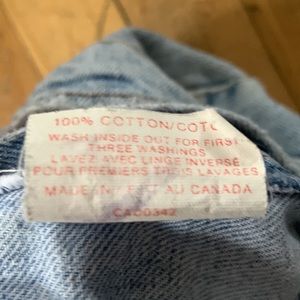 100% COTTON/COTO
WASH INSIDE OUT FOR FIRST
THREE WASHINGS
LAVEZ AVEC LINGE INVERSÉ
POUR PREMIERS TROIS LAVAGES
MADE IN/FAIT AU CANADA
CA00342